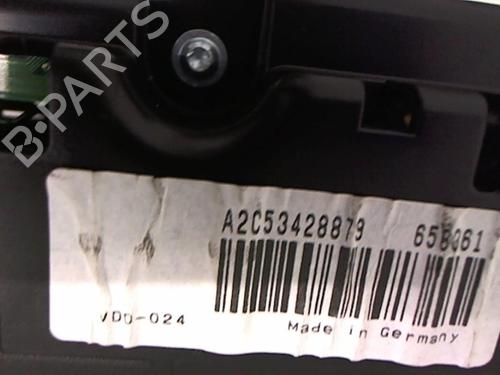 B-PARTS
A2C53428879 658361
VDO-024
Made in Germany